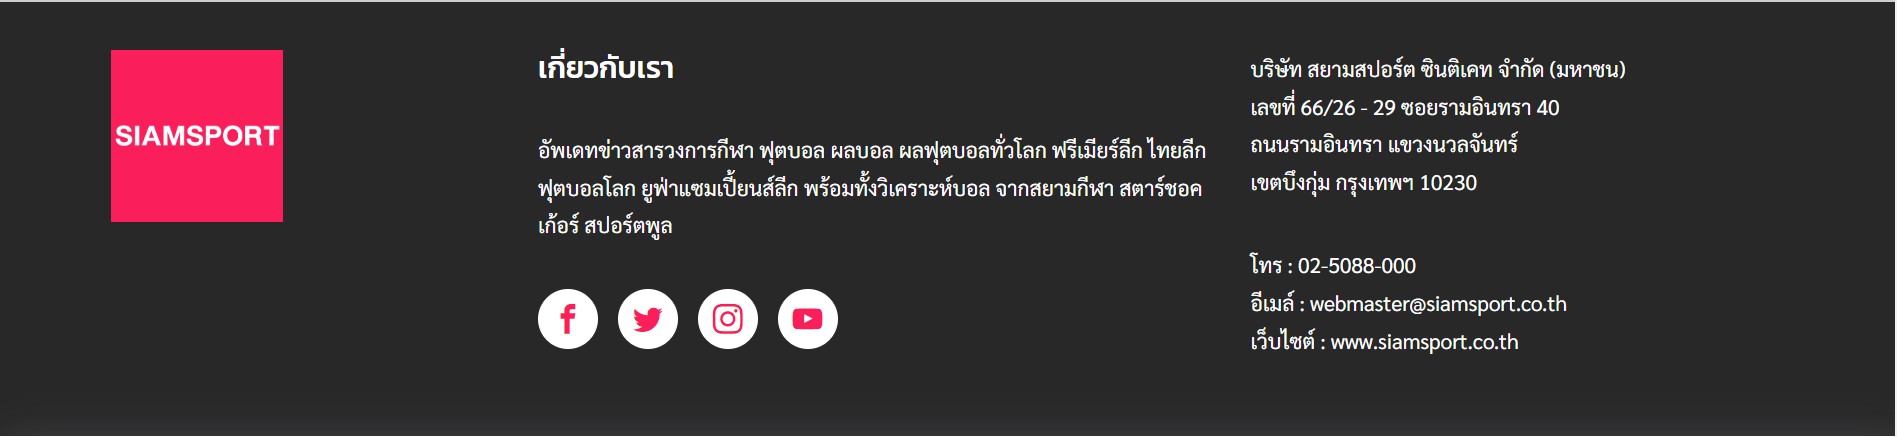 SIAMSPORT
เกี่ยวกับเรา
อัพเดทข่าวสารวงการกีฬา ฟุตบอล ผลบอล ผลฟุตบอลทั่วโลก ฟรีเมียร์ลีก ไทยลีก
ฟุตบอลโลก ยูฟ่าแซมเปี้ยนส์ลีก พร้อมทั้งวิเคราะห์บอล จากสยามกีฬา สตาร์ชอค
เก้อร์ สปอร์ตพูล
บริษัท สยามสปอร์ต ซินติเคท จำกัด (มหาชน)
เลขที่ 66/26 - 29 ซอยรามอินทรา 40
ถนนรามอินทรา แขวงนวลจันทร์
เขตบึงกุ่ม กรุงเทพฯ 10230
โทร : 02-5088-000
อีเมล์ : webmaster@siamsport.co.th
เว็บไซต์ : www.siamsport.co.th